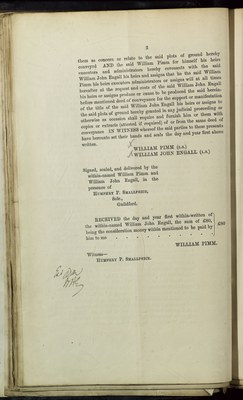 3
them as concern or relate to the said plots of ground hereby
conveyed AND the said William Pimm for himself his heirs
executors and administrators hereby covenants with the said
William John Engall his heirs and assigns that he the said William
Pimm his heirs executors administrators or assigns will at all times
hereafter at the request and costs of the said William John Engall
his heirs or assigns produce or cause to be produced the said herein-
before mentioned deed of conveyance for the support or manifestation
of the title of the said William John Engall his heirs or assigns to
the said plots of ground hereby granted in any judicial proceeding or
otherwise as occasion shall require and furnish him or them with
copies or extracts (attested if required) of or from the same deed of
conveyance IN WITNESS whereof the said parties to these presents
have hereunto set their hands and seals the day and year first above
written.
WILLIAM PIMM (L.S.)
WILLIAM JOHN ENGALL (L.S.)
Signed, sealed, and delivered by the
within-named William Pimm and
William John Engall, in the
presence of
HUMPHRY P. SMALLPEICE,
Solr.,
Guildford.
RECEIVED the day and year first within-written of
the within-named William John Engall, the sum of £90,
being the consideration money within mentioned to be paid by
him to me
£90
WILLIAM PIMM.
Witness—
HUMPHRY P. SMALLPEICE.